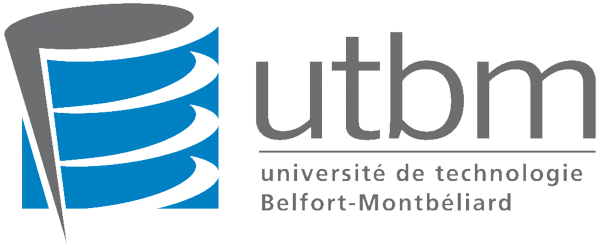 utbm
université de technologie
Belfort-Montbéliard